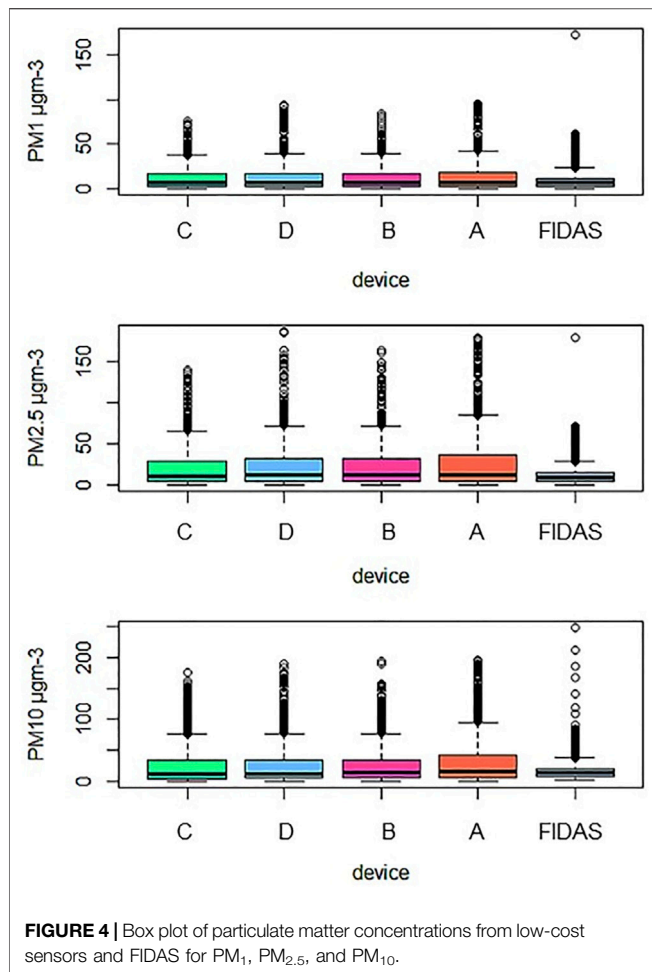 PM1 µgm-3
150
50
0
C D B A FIDAS
device
PM2.5 µgm-3
150
50
0
C D B A FIDAS
device
PM10 µgm-3
200
100
0
C D B A FIDAS
device
FIGURE 4 | Box plot of particulate matter concentrations from low-cost
sensors and FIDAS for PM₁, PM₂.₅, and PM₁₀.